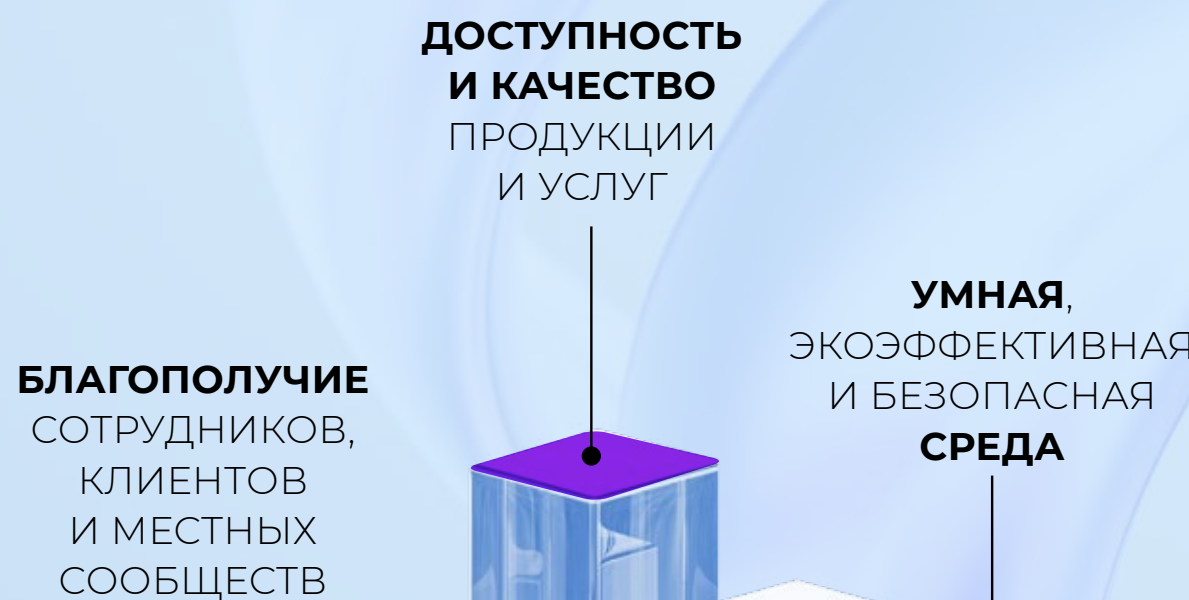 ДОСТУПНОСТЬ
И КАЧЕСТВО
ПРОДУКЦИИ
И УСЛУГ
УМНАЯ,
ЭКОЭФФЕКТИВНАЯ
И БЕЗОПАСНАЯ
СРЕДА
БЛАГОПОЛУЧИЕ
СОТРУДНИКОВ,
КЛИЕНТОВ
И МЕСТНЫХ
СООБЩЕСТВ